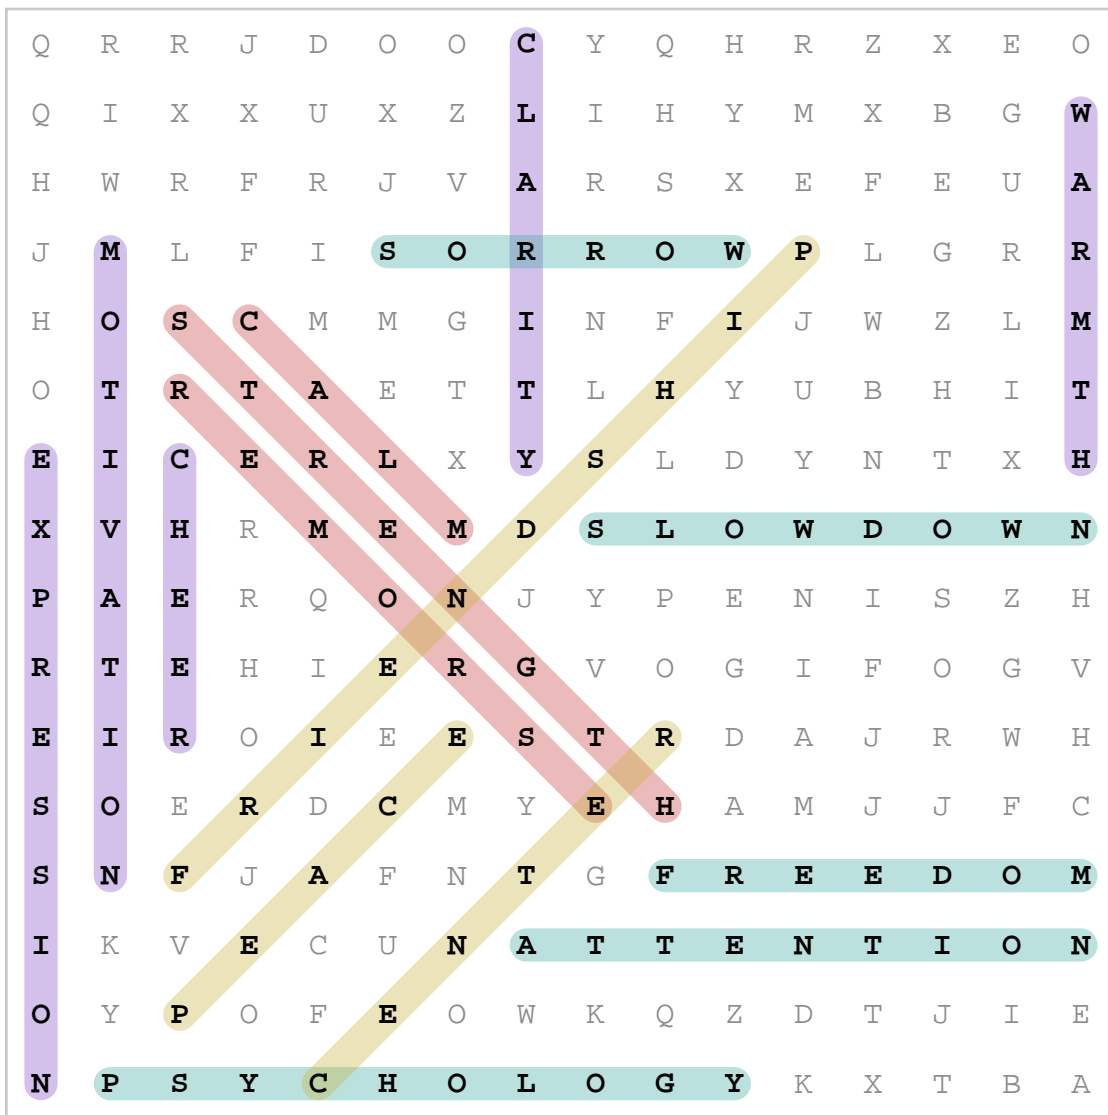 Q R R J D O O C Y Q H R Z X E O
Q I X X U X Z L I H Y M X B G W
H W R F R J V A R S X E F E U A
J M L F I S O R R O W P L G R R
H O S C M M G I N F I J W Z L M
O T R T A E T T L H Y U B H I T
E I C E R L X Y S L D Y N T X H
X V H R M E M D S L O W D O W N
P A E R Q O N J Y P E N I S Z H
R T E H I E R G V O G I F O G V
E I R O I E E S T R D A J R W H
S O E R D C M Y E H A M J J F C
S N F J A F N T G F R E E D O M
I K V E C U N A T T E N T I O N
O Y P O F E O W K Q Z D T J I E
N P S Y C H O L O G Y K X T B A